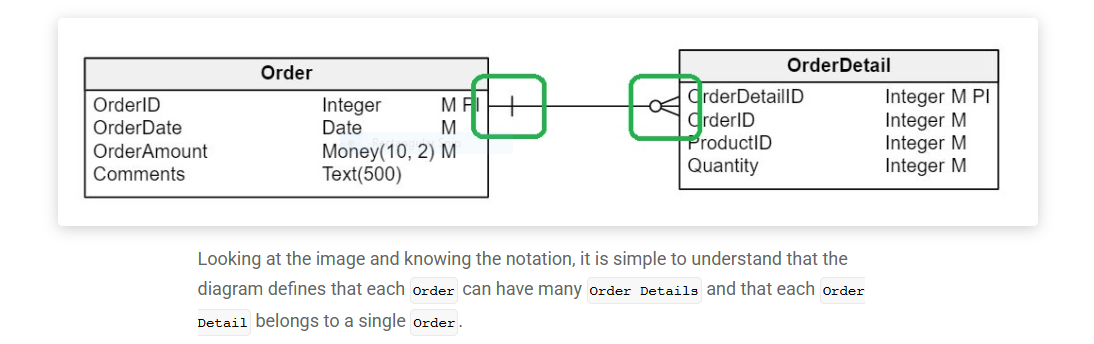 Order
OrderID Integer M PI
OrderDate Date M
OrderAmount Money(10, 2) M
Comments Text(500)
OrderDetail
OrderDetailID Integer M PI
OrderID Integer M
ProductID Integer M
Quantity Integer M
Looking at the image and knowing the notation, it is simple to understand that the
diagram defines that each Order can have many Order Details and that each Order
Detail belongs to a single Order.